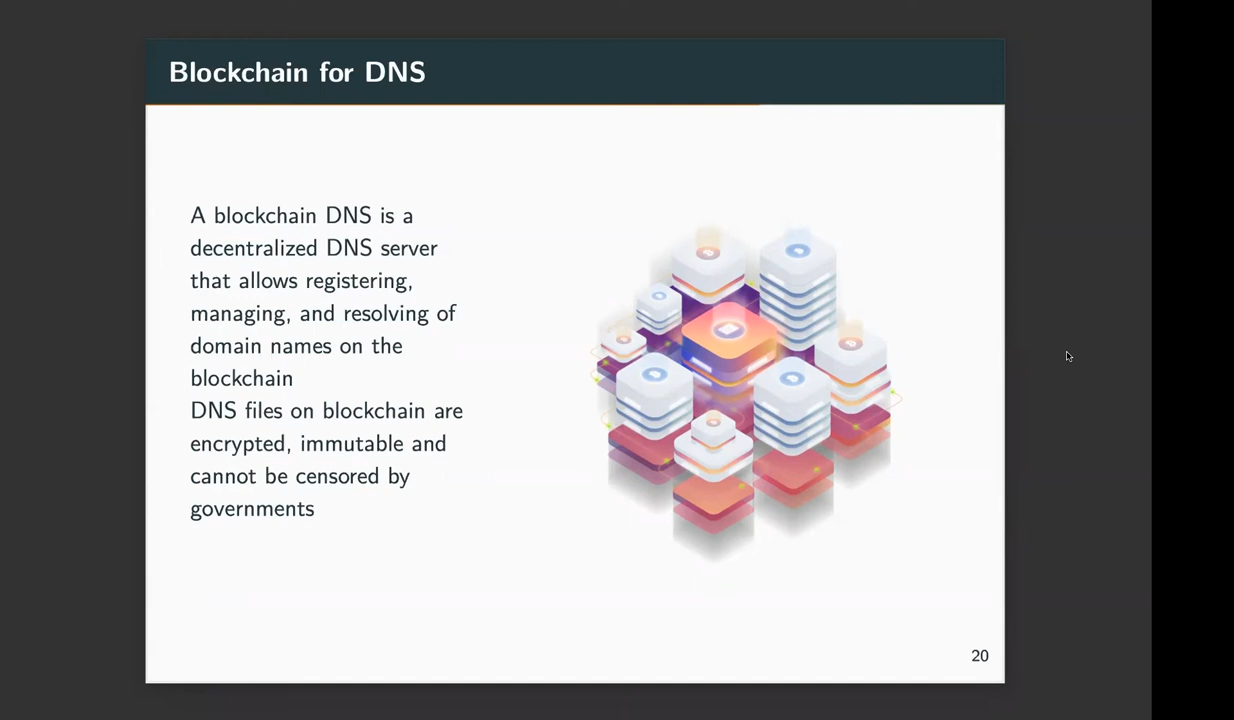 Blockchain for DNS
A blockchain DNS is a
decentralized DNS server
that allows registering,
managing, and resolving of
domain names on the
blockchain
DNS files on blockchain are
encrypted, immutable and
cannot be censored by
governments
20